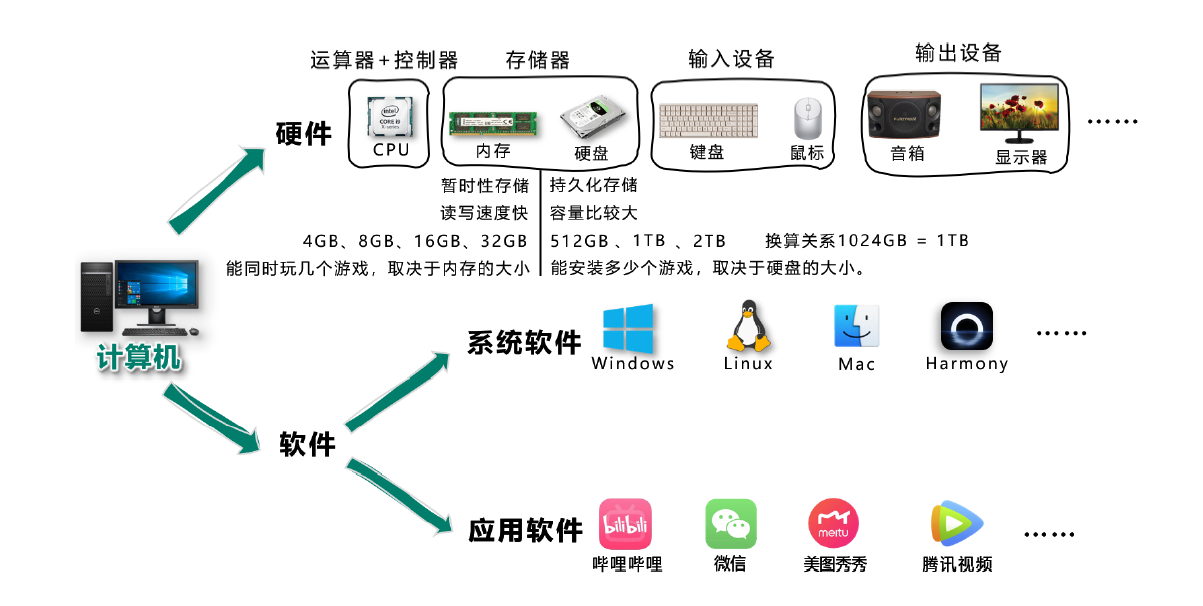 运算器+控制器
存储器
输入设备
输出设备
硬件
intel
CORE i9
X-series
CPU
内存
硬盘
键盘
鼠标
音箱
显示器
……
暂时性存储
持久化存储
读写速度快
容量比较大
4GB、8GB、16GB、32GB
512GB 、1TB 、2TB
换算关系1024GB = 1TB
能同时玩几个游戏，取决于内存的大小
能安装多少个游戏，取决于硬盘的大小。
计算机
系统软件
Windows
Linux
Mac
Harmony
……
软件
应用软件
bilibili
哔哩哔哩
微信
meitu
美图秀秀
腾讯视频
……